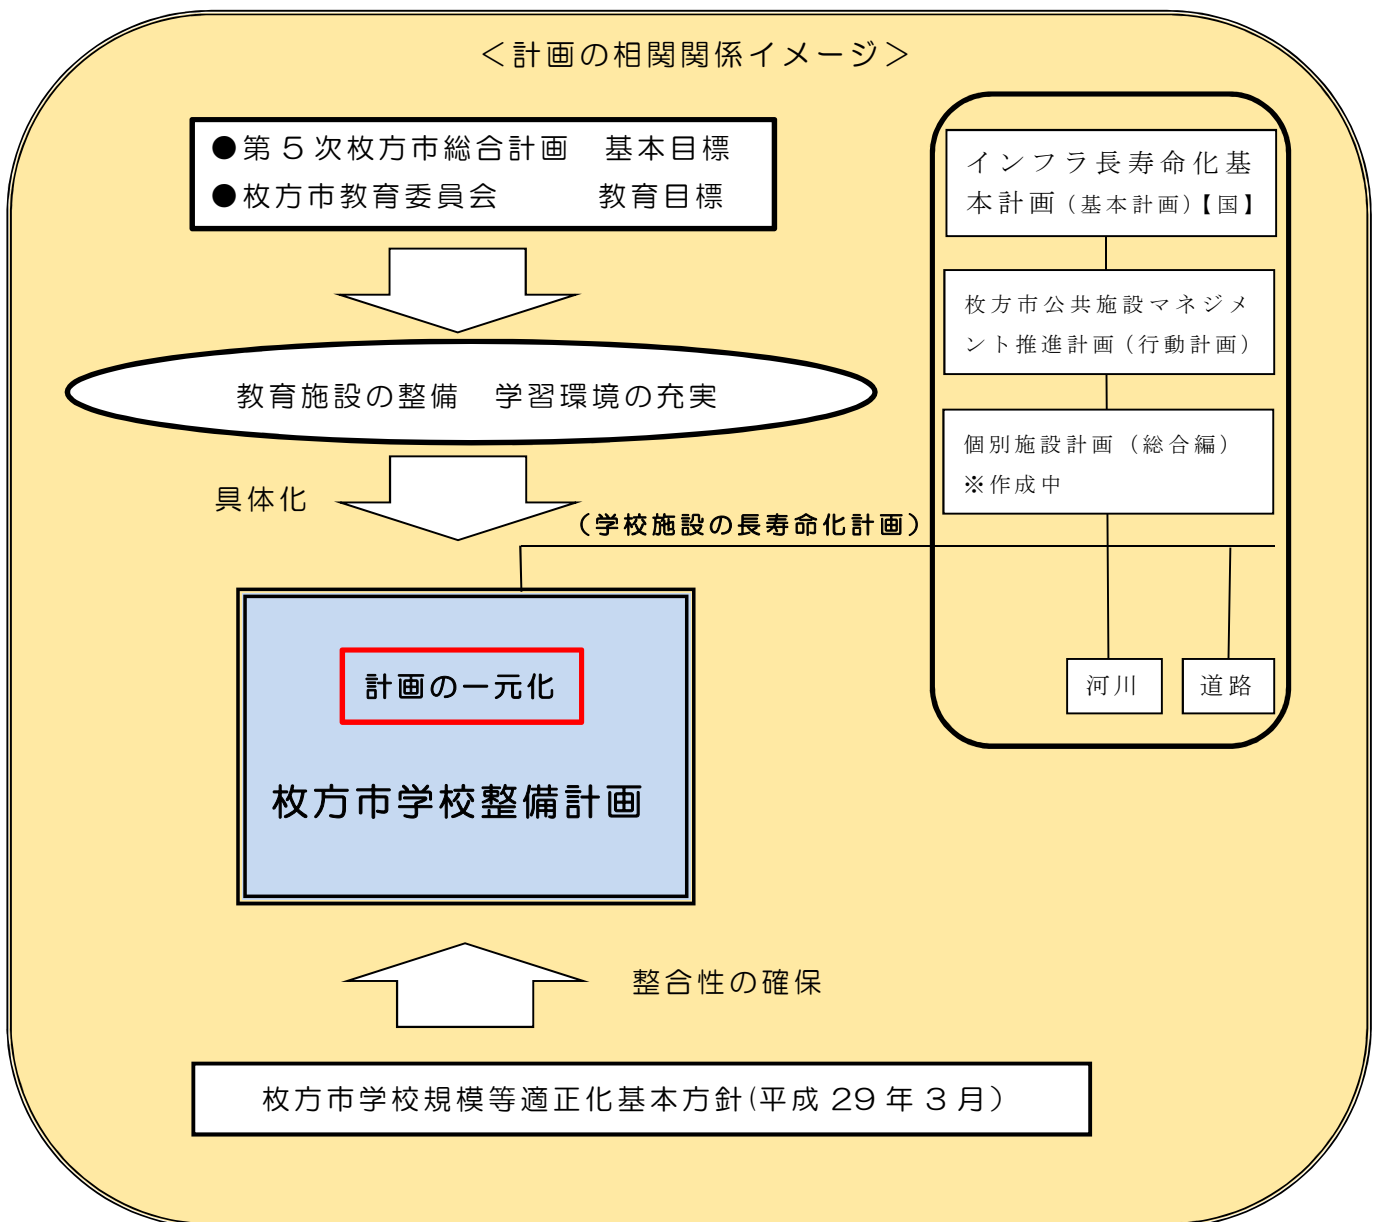 ＜計画の相関関係イメージ＞
●第５次枚方市総合計画　基本目標
●枚方市教育委員会　　　教育目標
教育施設の整備　学習環境の充実
具体化
（学校施設の長寿命化計画）
計画の一元化
枚方市学校整備計画
整合性の確保
枚方市学校規模等適正化基本方針(平成 29 年 3 月）
インフラ長寿命化基
本計画（基本計画）【国】
枚方市公共施設マネジメ
ント推進計画（行動計画）
個別施設計画（総合編）
※作成中
河川
道路